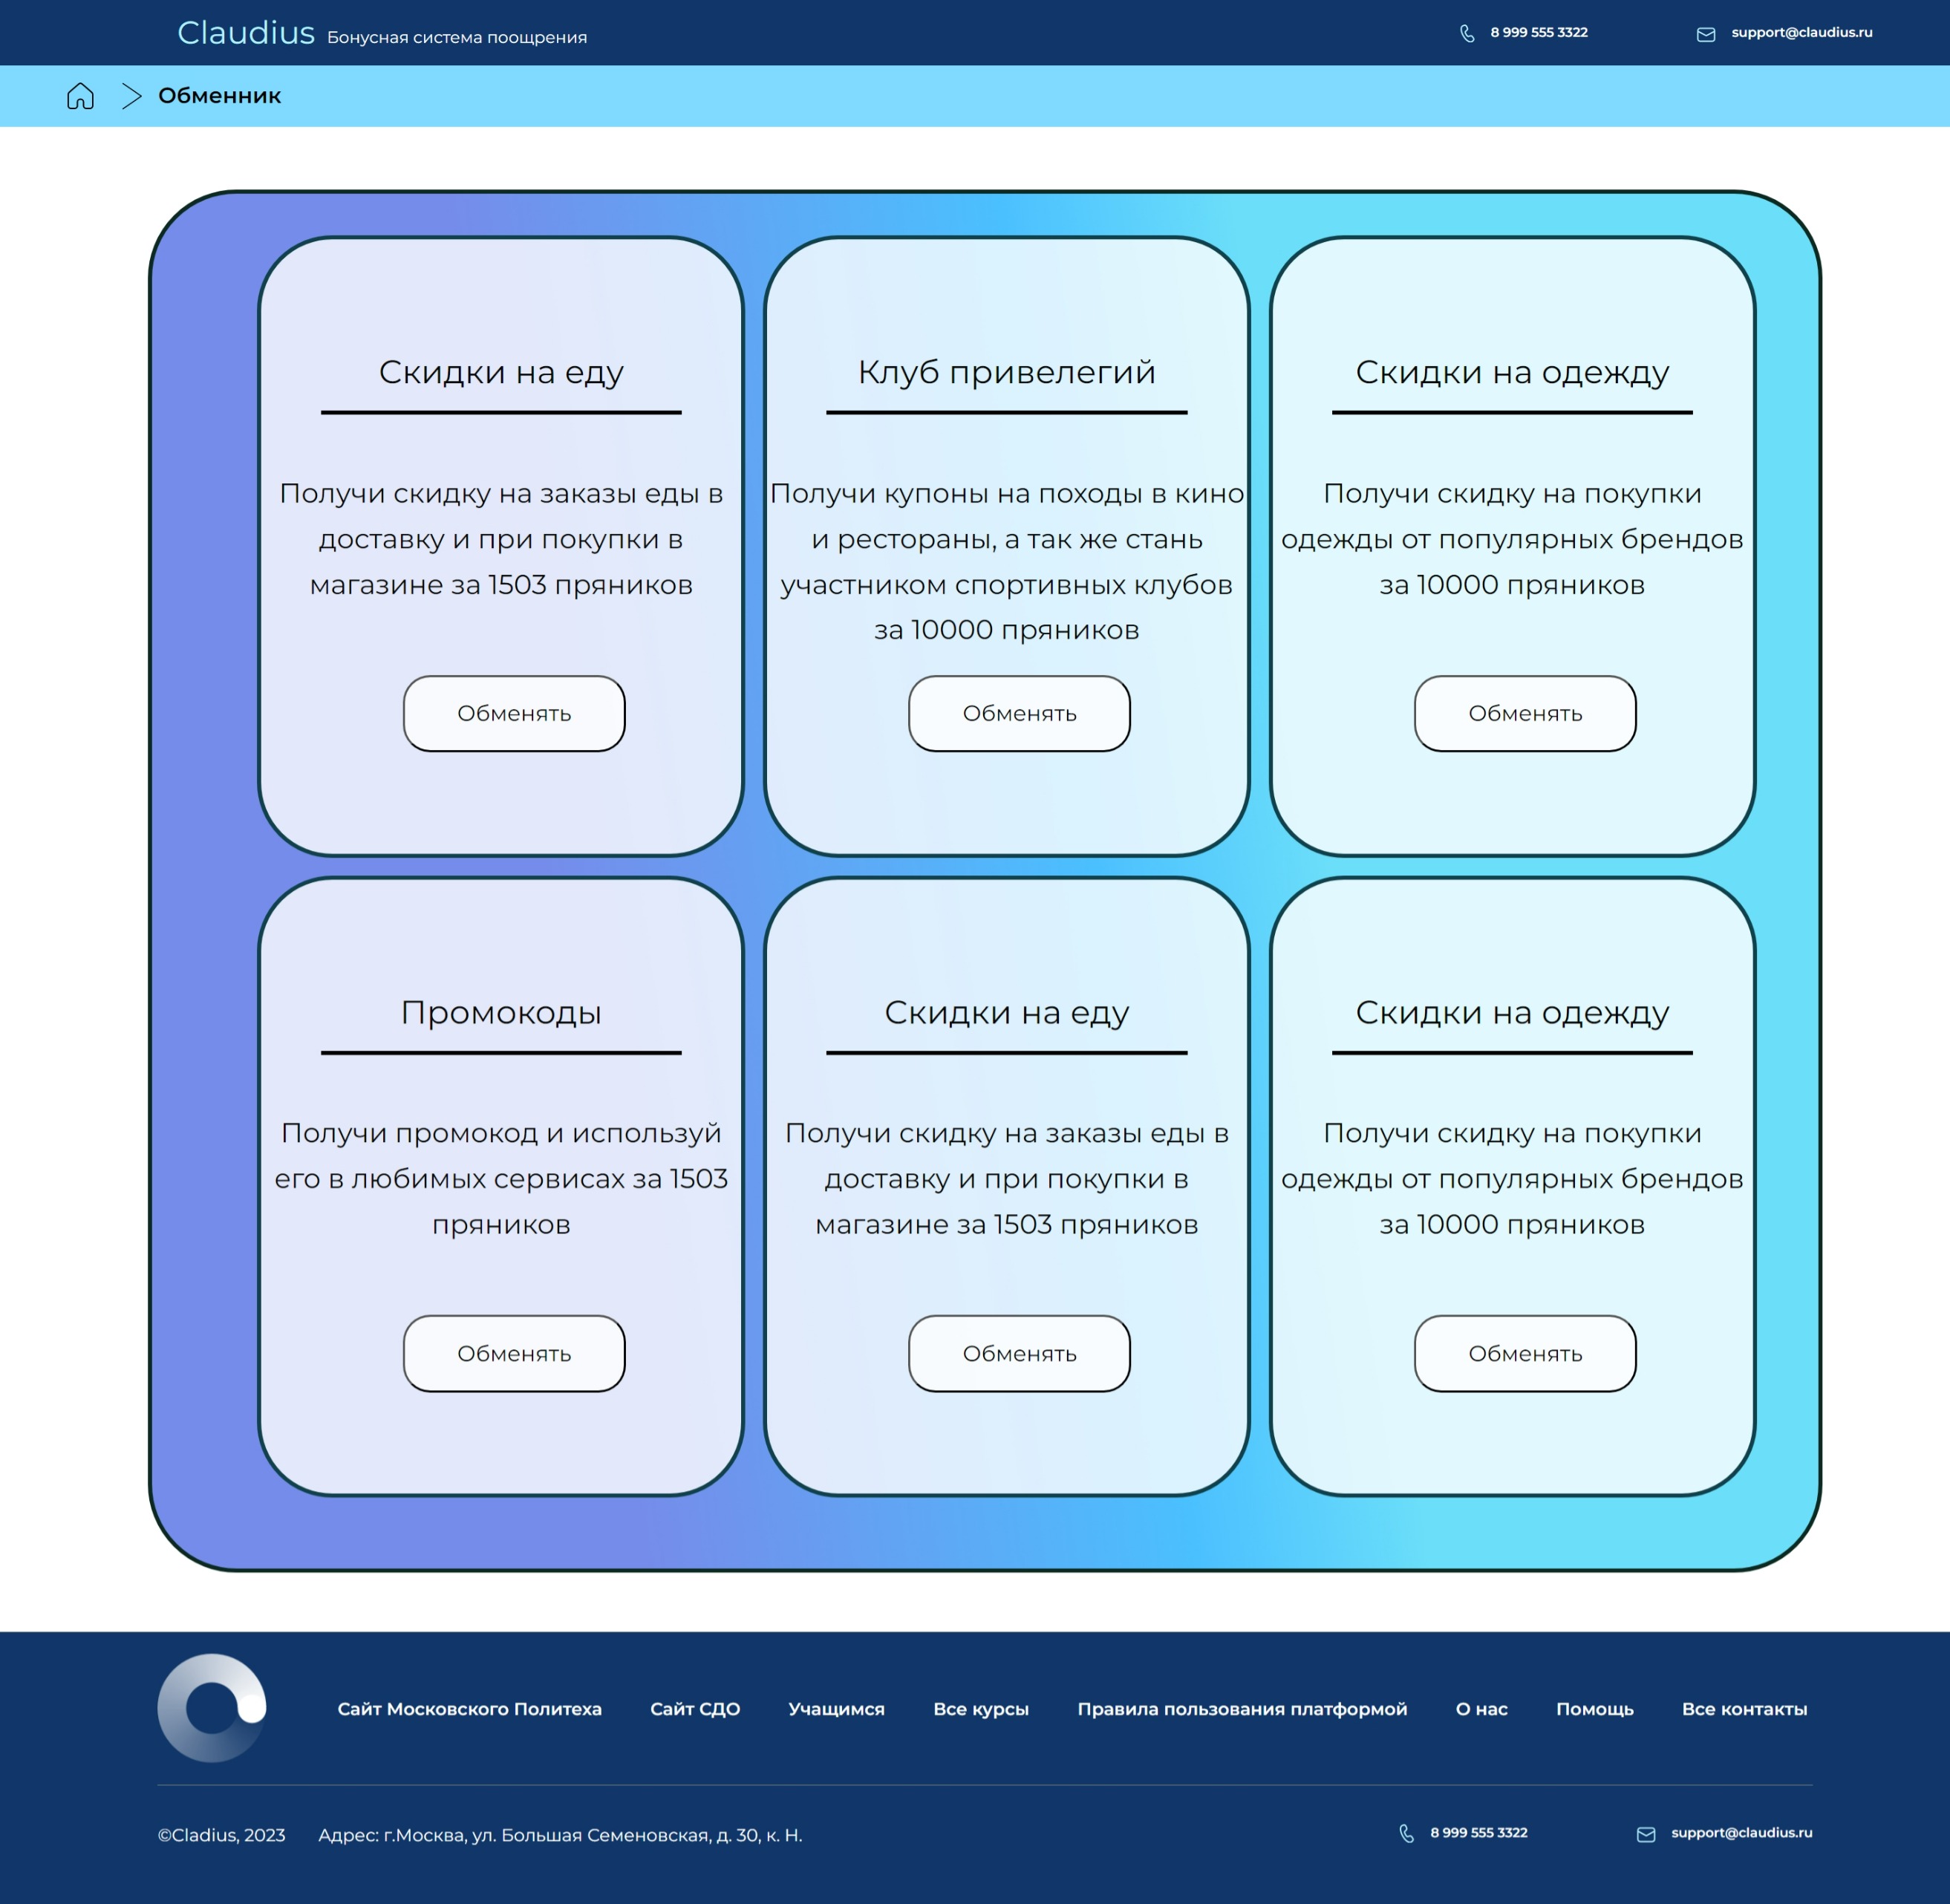 Claudius Бонусная система поощрения 8 999 555 3322 support@claudius.ru
Обменник
Скидки на еду
Получи скидку на заказы еды в
доставку и при покупки в
магазине за 1503 пряников
Обменять
Клуб привелегий
Получи купоны на походы в кино
и рестораны, а так же стань
участником спортивных клубов
за 10000 пряников
Обменять
Скидки на одежду
Получи скидку на покупки
одежды от популярных брендов
за 10000 пряников
Обменять
Промокоды
Получи промокод и используй
его в любимых сервисах за 1503
пряников
Обменять
Скидки на еду
Получи скидку на заказы еды в
доставку и при покупки в
магазине за 1503 пряников
Обменять
Скидки на одежду
Получи скидку на покупки
одежды от популярных брендов
за 10000 пряников
Обменять
Сайт Московского Политеха Сайт СДО Учащимся Все курсы Правила пользования платформой О нас Помощь Все контакты
©Cladius, 2023 Адрес: г.Москва, ул. Большая Семеновская, д. 30, к. Н. 8 999 555 3322 support@claudius.ru